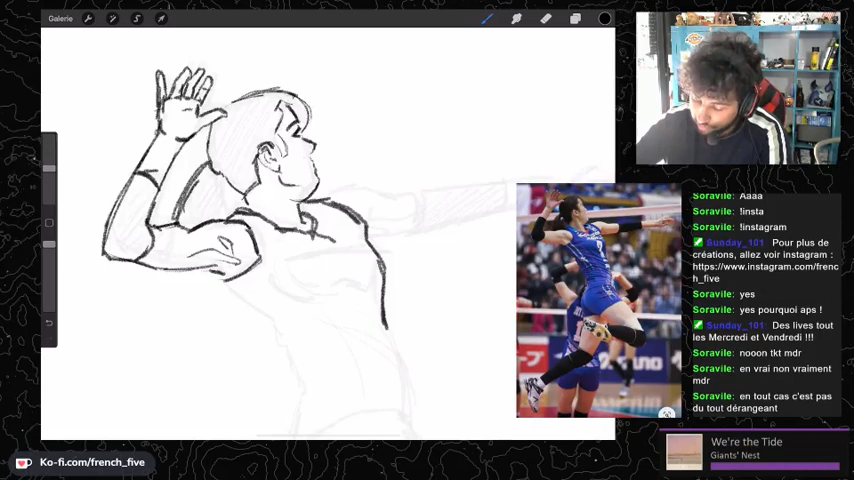 Galerie
Soravile: Aaaa
Soravile: !insta
Soravile: !instagram
Sunday_101 Pour plus de
créations, allez voir instagram :
https://www.instagram.com/frenc
h_five
Soravile: yes
Soravile: yes pourquoi aps !
Sunday_101: Des lives tout
les Mercredi et Vendredi !!!
Soravile: nooon tkt mdr
Soravile: en vrai non vraiment
mdr
Soravile: en tout cas c'est pas
du tout dérangeant
We're the Tide
Giants' Nest
Ko-fi.com/french_five